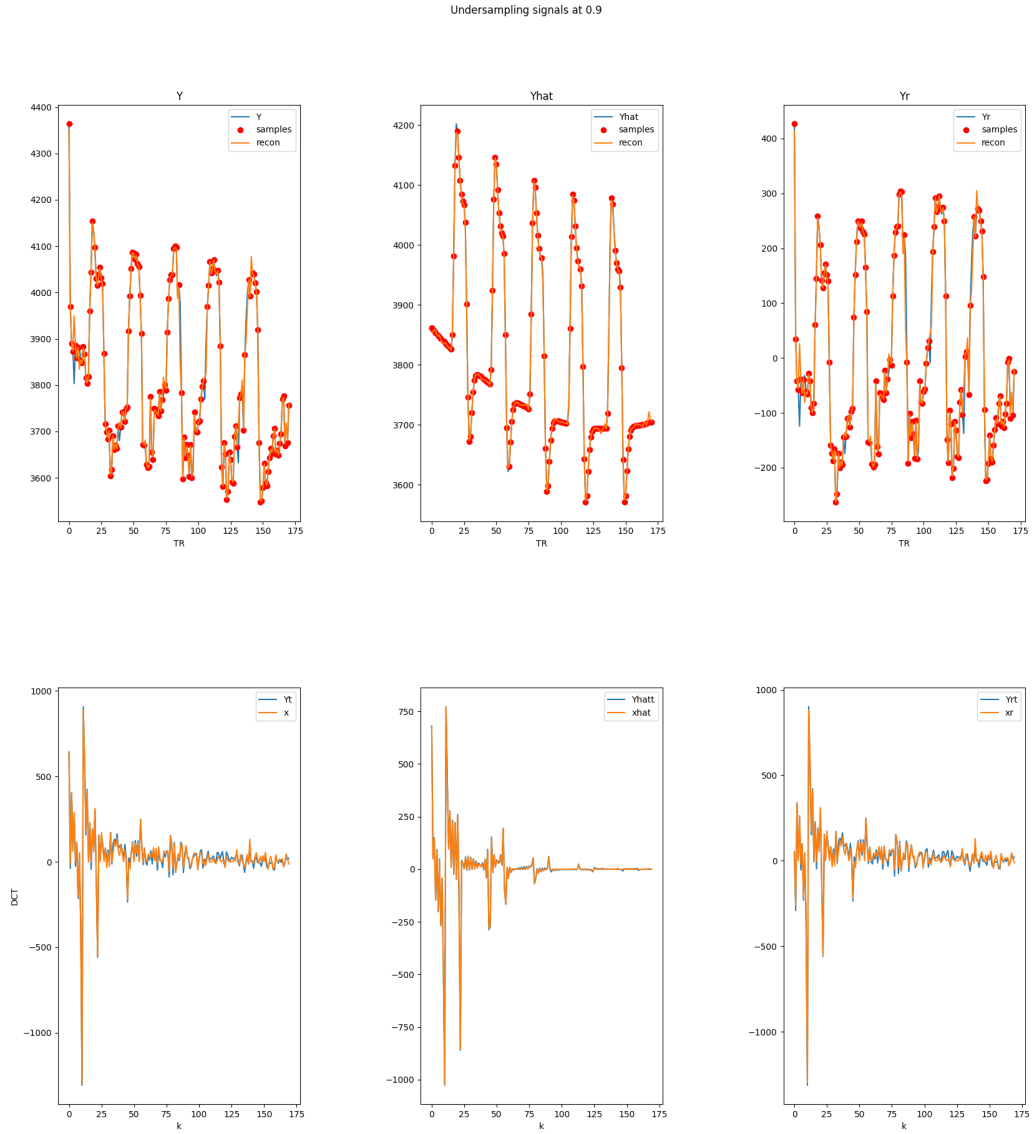 Undersampling signals at 0.9
Y
4400
4300
4200
4100
4000
3900
3800
3700
3600
0 25 50 75 100 125 150 175
TR
Y
samples
recon
Yhat
4200
4100
4000
3900
3800
3700
3600
0 25 50 75 100 125 150 175
TR
Yhat
samples
recon
Yr
400
300
200
100
0
−100
−200
0 25 50 75 100 125 150 175
TR
Yr
samples
recon
1000
500
0
−500
−1000
DCT
0 25 50 75 100 125 150 175
k
Yt
x
750
500
250
0
−250
−500
−750
−1000
0 25 50 75 100 125 150 175
k
Yhatt
xhat
1000
500
0
−500
−1000
0 25 50 75 100 125 150 175
k
Yrt
xr